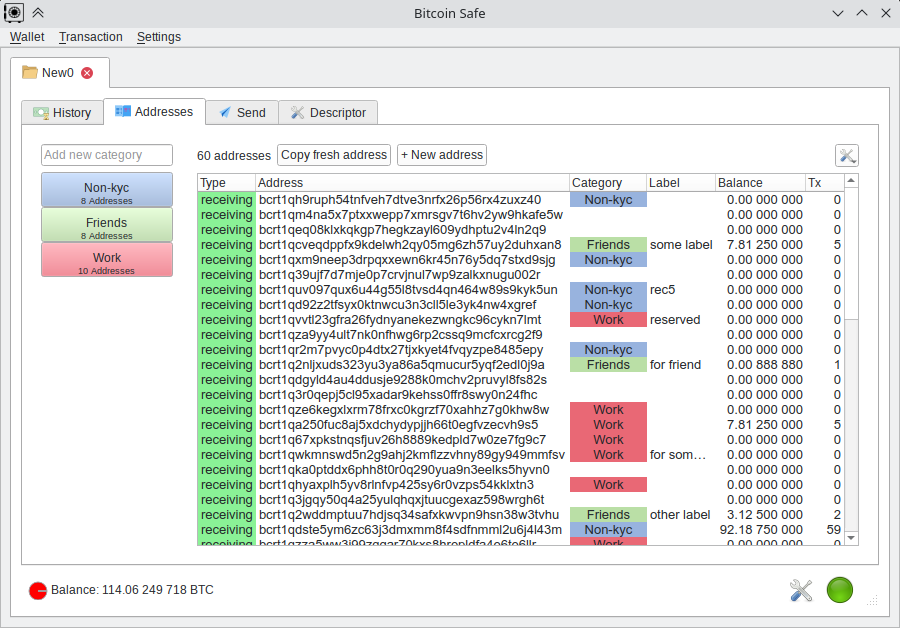 Bitcoin Safe
Wallet Transaction Settings
New0
History Addresses Send Descriptor
Add new category
Non-kyc
8 Addresses
Friends
8 Addresses
Work
10 Addresses
60 addresses Copy fresh address + New address
Type Address Category Label Balance Tx
receiving bcrt1qh9ruph54tnfveh7dtve3nrfx26p56rx4zuxz40 Non-kyc 0.00 000 000 0
receiving bcrt1qm4na5x7ptxxwepp7xmrsgv7t6hv2yw9hkafe5w 0.00 000 000 0
receiving bcrt1qeq08klxkqkgp7hegkzayl609ydhptu2v4ln2q9 0.00 000 000 0
receiving bcrt1qcveqdppfx9kdelwh2qy05mg6zh57uy2duhxan8 Friends some label 7.81 250 000 5
receiving bcrt1qxm9neep3drpqxxewn6kr45n76y5dq7stxd9sjg Non-kyc 0.00 000 000 0
receiving bcrt1q39ujf7d7mje0p7crvjnul7wp9zalkxnugu002r 0.00 000 000 0
receiving bcrt1quv097qux6u44g55l8tvsd4qn464w89s9kyk5un Non-kyc rec5 0.00 000 000 0
receiving bcrt1qd92z2tfsyx0ktnwcu3n3cll5le3yk4nw4xgref Non-kyc 0.00 000 000 0
receiving bcrt1qvvtl23gfra26fydnyanekezwngkc96cykn7lmt Work reserved 0.00 000 000 0
receiving bcrt1qza9yy4ult7nk0nfhwg6rp2cssq9mcfcxrcg2f9 0.00 000 000 0
receiving bcrt1qr2m7pvyc0p4dtx27tjxkyet4fvqyzpe8485epy Non-kyc 0.00 000 000 0
receiving bcrt1q2nljxuds323yu3ya86a5qmucur5yqf2edl0j9a Friends for friend 0.00 888 880 1
receiving bcrt1qdgyld4au4ddusje9288k0mchv2pruvyl8fs82s 0.00 000 000 0
receiving bcrt1q3r0qepj5cl95xadar9kehss0ffr8swy0n24fhc 0.00 000 000 0
receiving bcrt1qze6kegxlxrm78frxc0kgrzf70xahhz7g0khw8w Work 0.00 000 000 0
receiving bcrt1qa250fuc8aj5xdchydypjjh66t0egfvzecvh9s5 Work 7.81 250 000 5
receiving bcrt1q67xpkstnqsfjuv26h8889kedpld7w0ze7fg9c7 Work 0.00 000 000 0
receiving bcrt1qwkmnswd5n2g9ahj2kmflzzvhny89gy949mmfsv Work for som… 0.00 000 000 0
receiving bcrt1qka0ptddx6phh8t0r0q290yua9n3eelks5hyvn0 0.00 000 000 0
receiving bcrt1qhyaxplh5yv8rlnfvp425sy6r0vzps54kklxtn3 Work 0.00 000 000 0
receiving bcrt1q3jgqy50q4a25yulqhqxjtuucgexaz598wrgh6t 0.00 000 000 0
receiving bcrt1q2wddmptuu7hdjsq34safxkwvpn9hsn38w3tvhu Friends other label 3.12 500 000 2
receiving bcrt1qdste5ym6zc63j3dmxmm8f4sdfnmml2u6j4l43m Non-kyc 92.18 750 000 59
receiving Work 0.00 000 000 0
Balance: 114.06 249 718 BTC